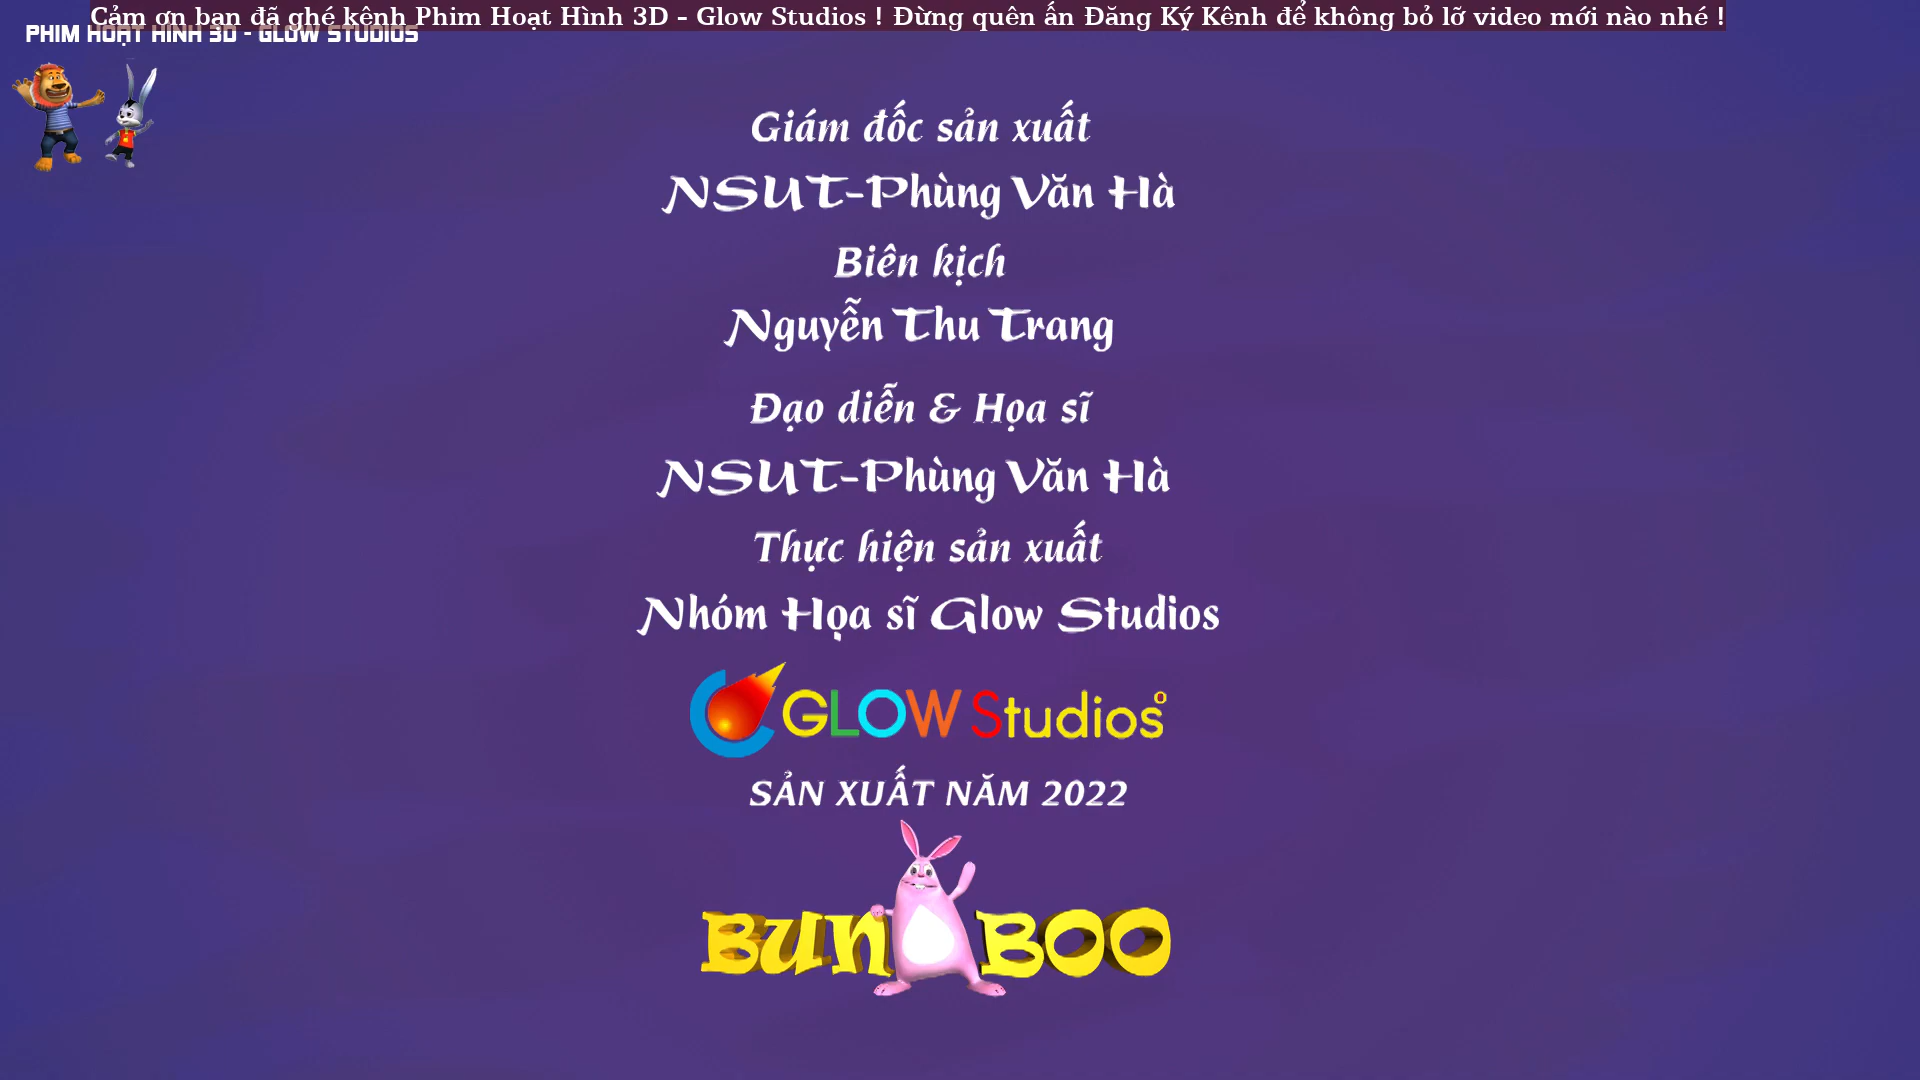 Cảm ơn bạn đã ghé kênh Phim Hoạt Hình 3D – Glow Studios ! Đừng quên ấn Đăng Ký Kênh để không bỏ lỡ video mới nào nhé !
PHIM HOẠT HÌNH 3D - GLOW STUDIOS
Giám đốc sản xuất
NSUT-Phùng Văn Hà
Biên kịch
Nguyễn Thu Trang
Đạo diễn & Họa sĩ
NSUT-Phùng Văn Hà
Thực hiện sản xuất
Nhóm Họa sĩ Glow Studios
GLOW Studios
SẢN XUẤT NĂM 2022
BUN BOO